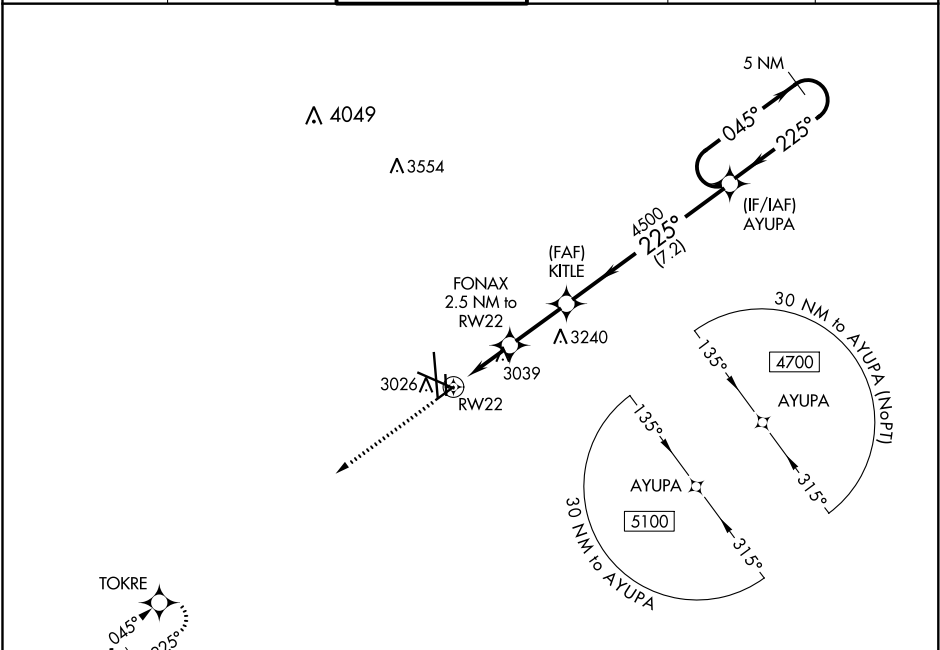 5 NM
4049
045°
225°
3554
(IF/IAF)
AYUPA
4500
225°
(7.2)
(FAF)
KITLE
FONAX
2.5 NM to
RW22
3240
3039
3026
RW22
30 NM to AYUPA (NoPT)
135°
4700
AYUPA
315°
135°
AYUPA
5100
315°
30 NM to AYUPA
TOKRE
045°
225°